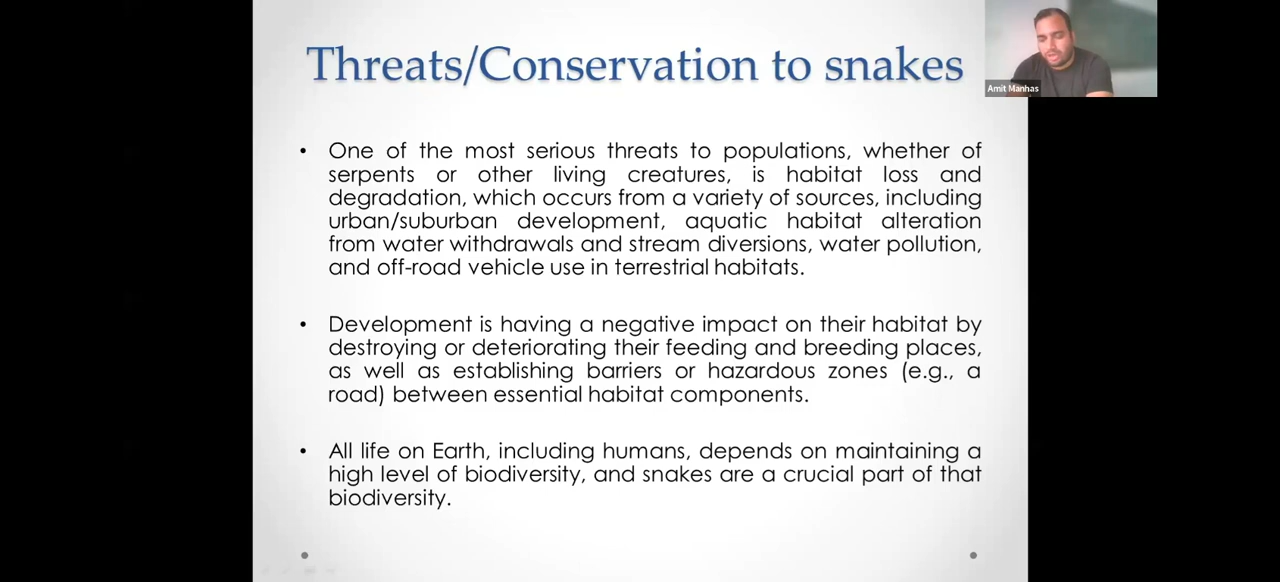 Threats/Conservation to snakes
Amit Manhas
• One of the most serious threats to populations, whether of
serpents or other living creatures, is habitat loss and
degradation, which occurs from a variety of sources, including
urban/suburban development, aquatic habitat alteration
from water withdrawals and stream diversions, water pollution,
and off-road vehicle use in terrestrial habitats.
• Development is having a negative impact on their habitat by
destroying or deteriorating their feeding and breeding places,
as well as establishing barriers or hazardous zones (e.g., a
road) between essential habitat components.
• All life on Earth, including humans, depends on maintaining a
high level of biodiversity, and snakes are a crucial part of that
biodiversity.